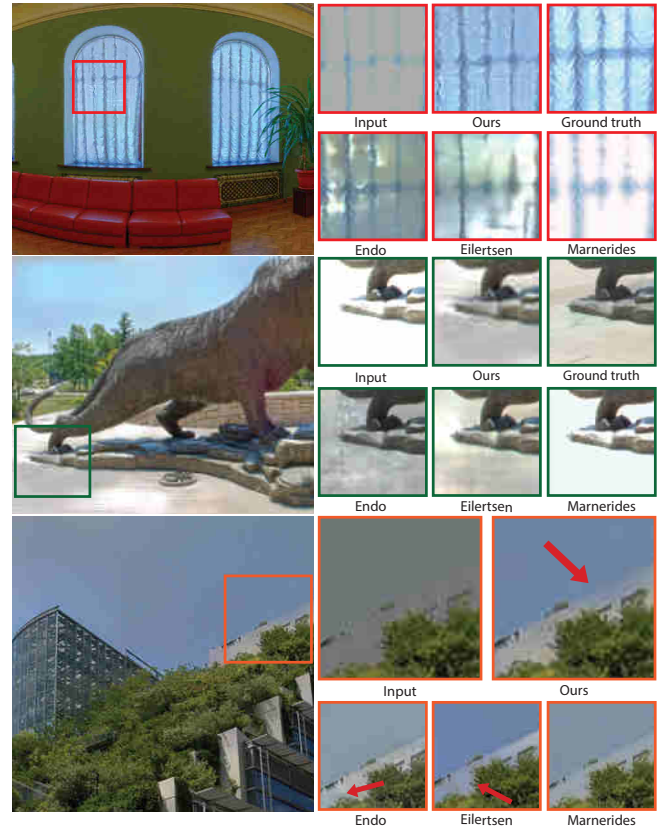 Input Ours Ground truth
Endo Eilertsen Marnerides
Input Ours Ground truth
Endo Eilertsen Marnerides
Input Ours
Endo Eilertsen Marnerides